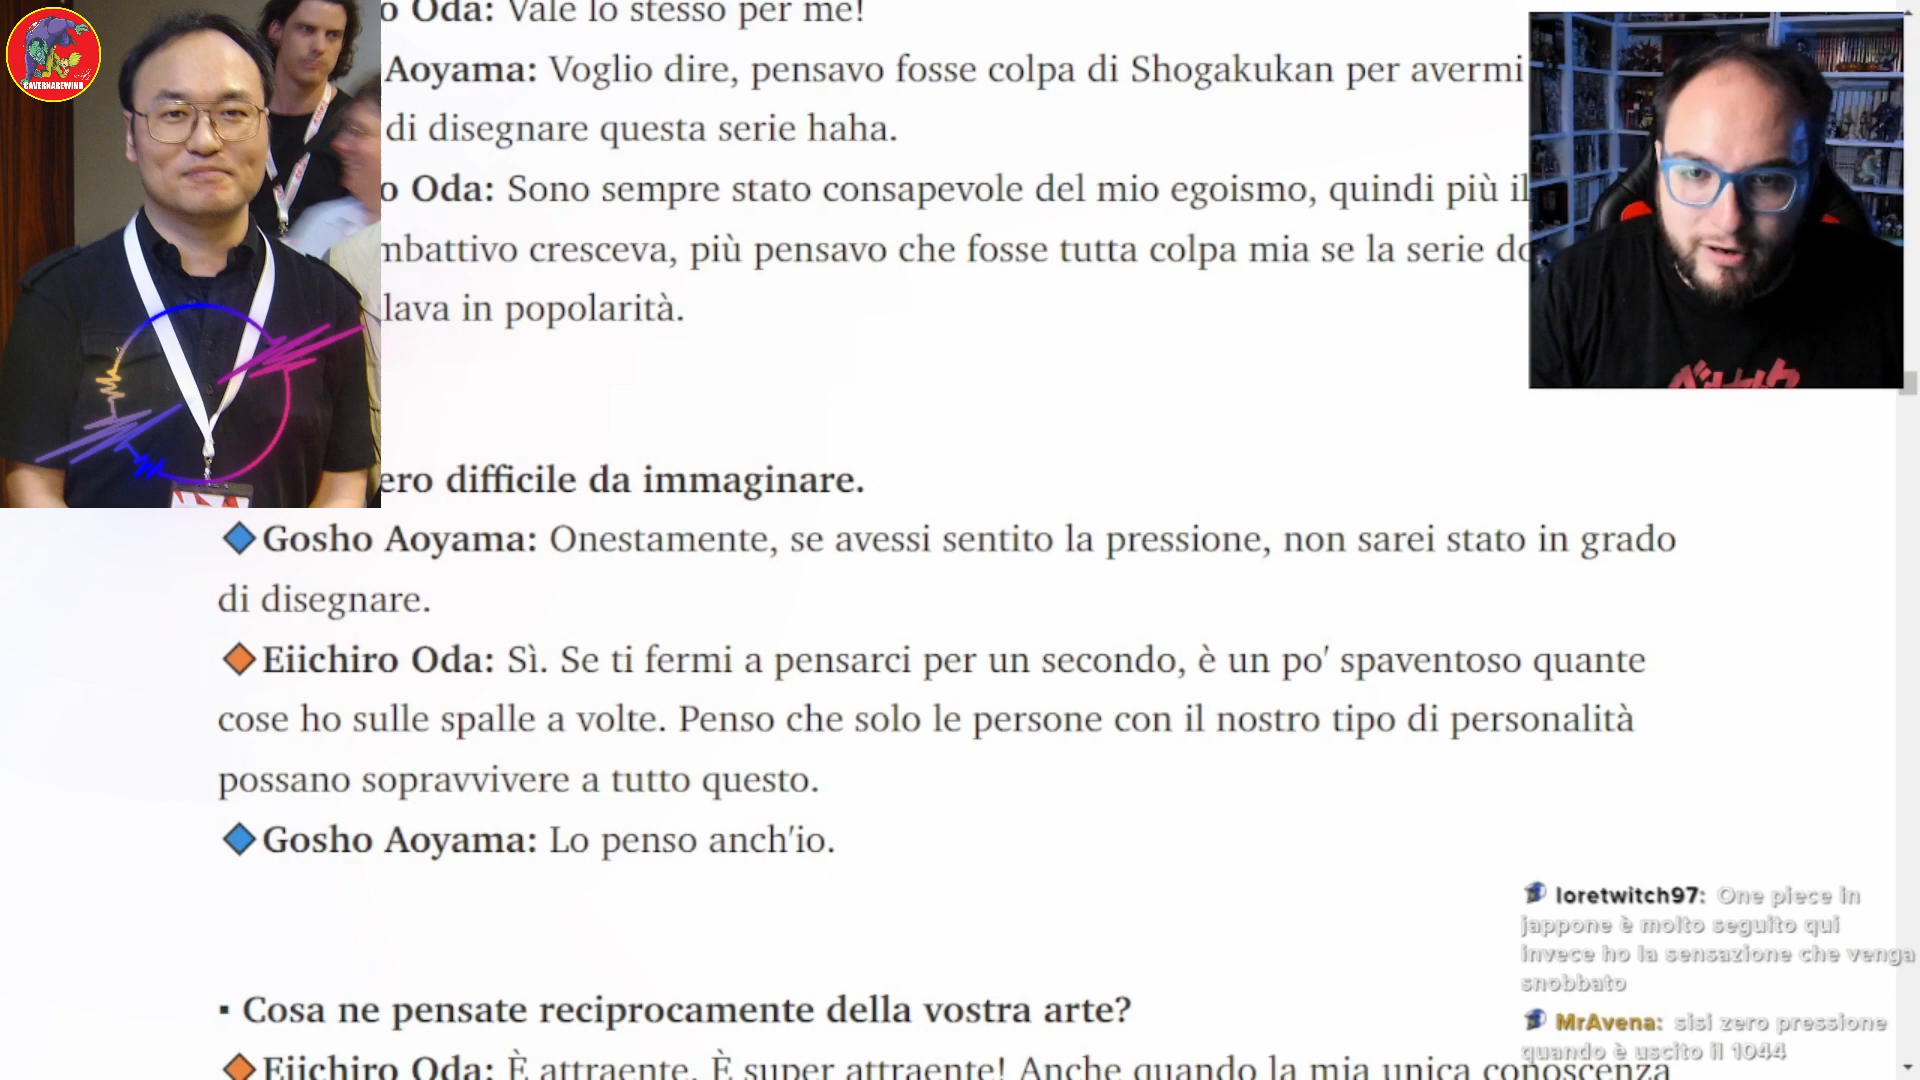 CAVERNAREWIND
o Oda: Vale lo stesso per me!
Aoyama: Voglio dire, pensavo fosse colpa di Shogakukan per avermi
di disegnare questa serie haha.
o Oda: Sono sempre stato consapevole del mio egoismo, quindi più il
mbattivo cresceva, più pensavo che fosse tutta colpa mia se la serie do
lava in popolarità.
ero difficile da immaginare.
Gosho Aoyama: Onestamente, se avessi sentito la pressione, non sarei stato in grado
di disegnare.
Eiichiro Oda: Sì. Se ti fermi a pensarci per un secondo, è un po' spaventoso quante
cose ho sulle spalle a volte. Penso che solo le persone con il nostro tipo di personalità
possano sopravvivere a tutto questo.
Gosho Aoyama: Lo penso anch'io.
▪ Cosa ne pensate reciprocamente della vostra arte?
Eiichiro Oda: È attraente. È super attraente! Anche quando la mia unica conoscenza
loretwitch97: One piece in
jappone è molto seguito qui
invece ho la sensazione che venga
snobbato
MrAvena: sisi zero pressione
quando è uscito il 1044